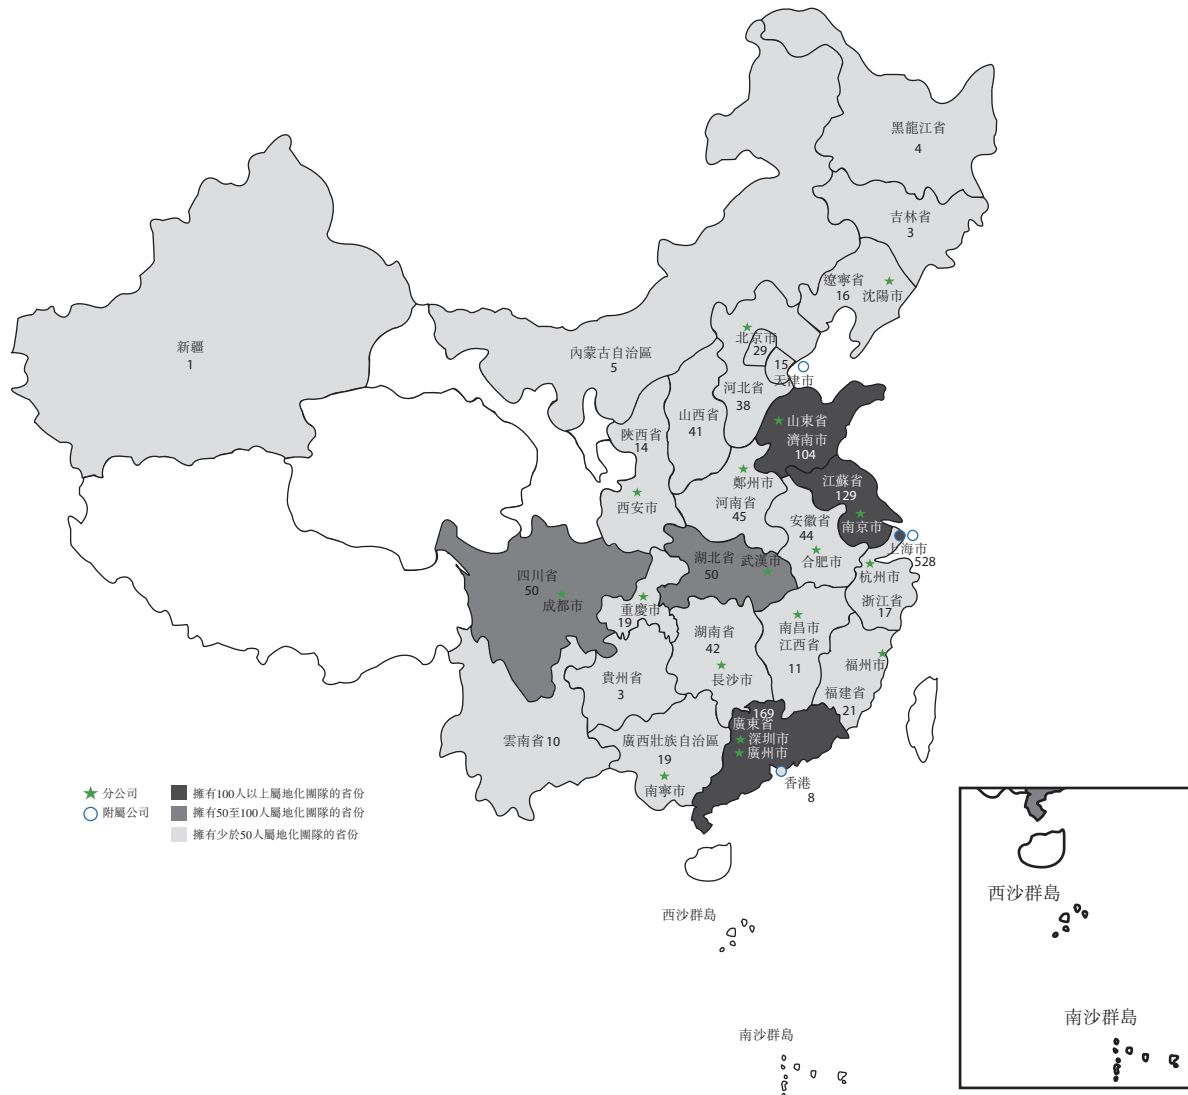 黑龍江省
4
吉林省
3
遼寧省
16
沈陽市
新疆
1
內蒙古自治區
5
北京市
29
15
天津市
河北省
38
山西省
41
陝西省
14
山東省
濟南市
104
江蘇省
129
南京市
西安市
鄭州市
河南省
45
安徽省
44
合肥市
上海市
528
杭州市
浙江省
17
四川省
50
成都市
湖北省
50
武漢市
重慶市
19
湖南省
42
長沙市
南昌市
江西省
11
福州市
福建省
21
貴州省
3
雲南省10
廣西壯族自治區
19
南寧市
169
廣東省
深圳市
廣州市
香港
8
分公司
附屬公司
擁有100人以上屬地化團隊的省份
擁有50至100人屬地化團隊的省份
擁有少於50人屬地化團隊的省份
西沙群島
南沙群島
西沙群島
南沙群島